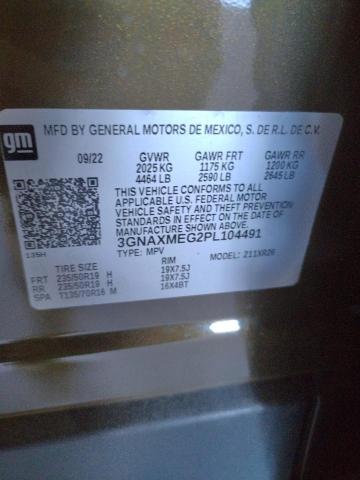 gm MFD BY GENERAL MOTORS DE MEXICO, S. DE R.L. DE C.V.
09/22 GVWR GAWR FRT GAWR RR
2025 KG 1175 KG 1200 KG
4464 LB 2590 LB 2645 LB
THIS VEHICLE CONFORMS TO ALL
APPLICABLE U.S. FEDERAL MOTOR
VEHICLE SAFETY AND THEFT PREVENTION
STANDARDS IN EFFECT ON THE DATE OF
MANUFACTURE SHOWN ABOVE.
3GNAXMEG2PL104491
135H TYPE: MPV MODEL: Z11XR26
TIRE SIZE RIM
FRT 235/50R19 H 19X7.5J
RR 235/50R19 H 19X7.5J
SPA T135/70R16 M 16X4BT